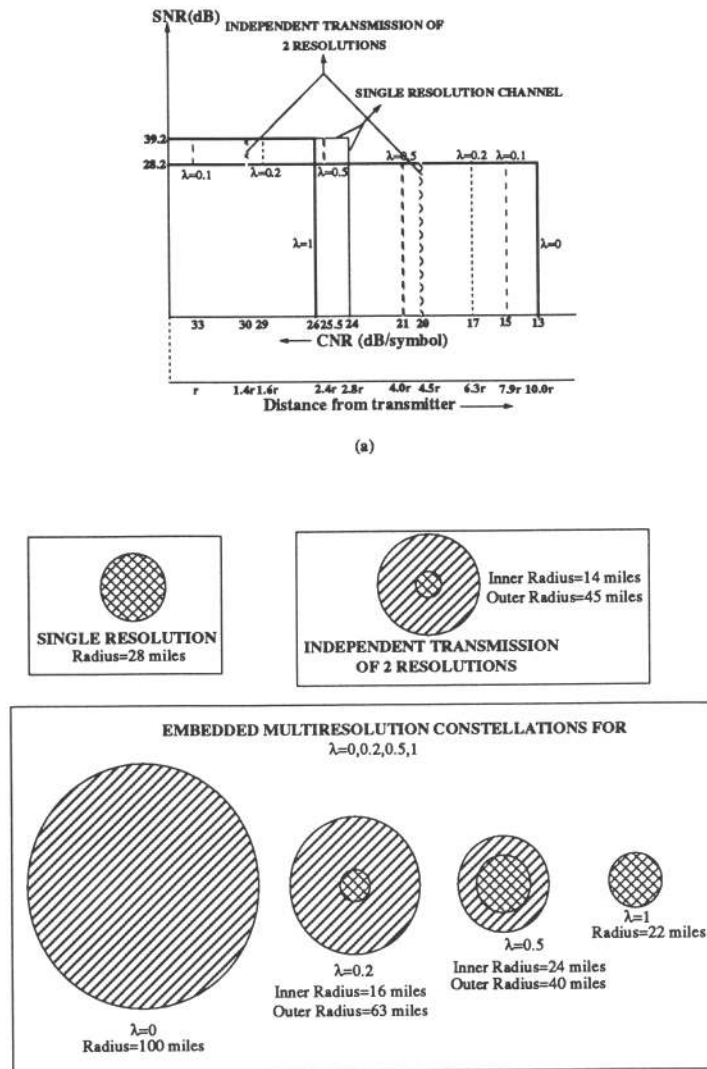 SNR(dB)
INDEPENDENT TRANSMISSION OF
2 RESOLUTIONS
SINGLE RESOLUTION CHANNEL
39.2
28.2
λ=0.1
λ=0.2
λ=0.5
λ=0.5
λ=0.2
λ=0.1
λ=1
λ=0
33 30 29 26 25.5 24 21 20 17 15 13
CNR (dB/symbol)
r 1.4r 1.6r 2.4r 2.8r 4.0r 4.5r 6.3r 7.9r 10.0r
Distance from transmitter
(a)
SINGLE RESOLUTION
Radius=28 miles
Inner Radius=14 miles
Outer Radius=45 miles
INDEPENDENT TRANSMISSION
OF 2 RESOLUTIONS
EMBEDDED MULTIRESOLUTION CONSTELLATIONS FOR
λ=0,0.2,0.5,1
λ=0
Radius=100 miles
λ=0.2
Inner Radius=16 miles
Outer Radius=63 miles
λ=0.5
Inner Radius=24 miles
Outer Radius=40 miles
λ=1
Radius=22 miles